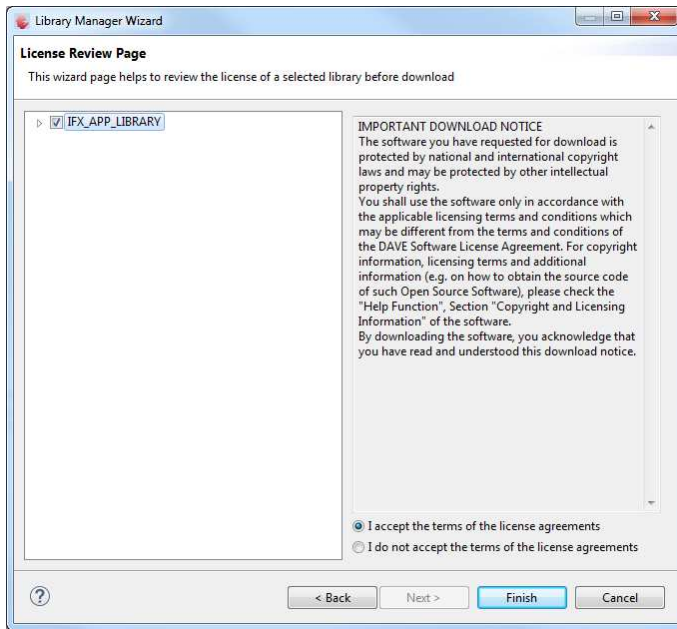 Library Manager Wizard
License Review Page
This wizard page helps to review the license of a selected library before download
IFX_APP_LIBRARY
IMPORTANT DOWNLOAD NOTICE
The software you have requested for download is
protected by national and international copyright
laws and may be protected by other intellectual
property rights.
You shall use the software only in accordance with
the applicable licensing terms and conditions which
may be different from the terms and conditions of
the DAVE Software License Agreement. For copyright
information, licensing terms and additional
information (e.g. on how to obtain the source code
of such Open Source Software), please check the
"Help Function", Section "Copyright and Licensing
Information" of the software.
By downloading the software, you acknowledge that
you have read and understood this download notice.
I accept the terms of the license agreements
I do not accept the terms of the license agreements
?
< Back
Next >
Finish
Cancel